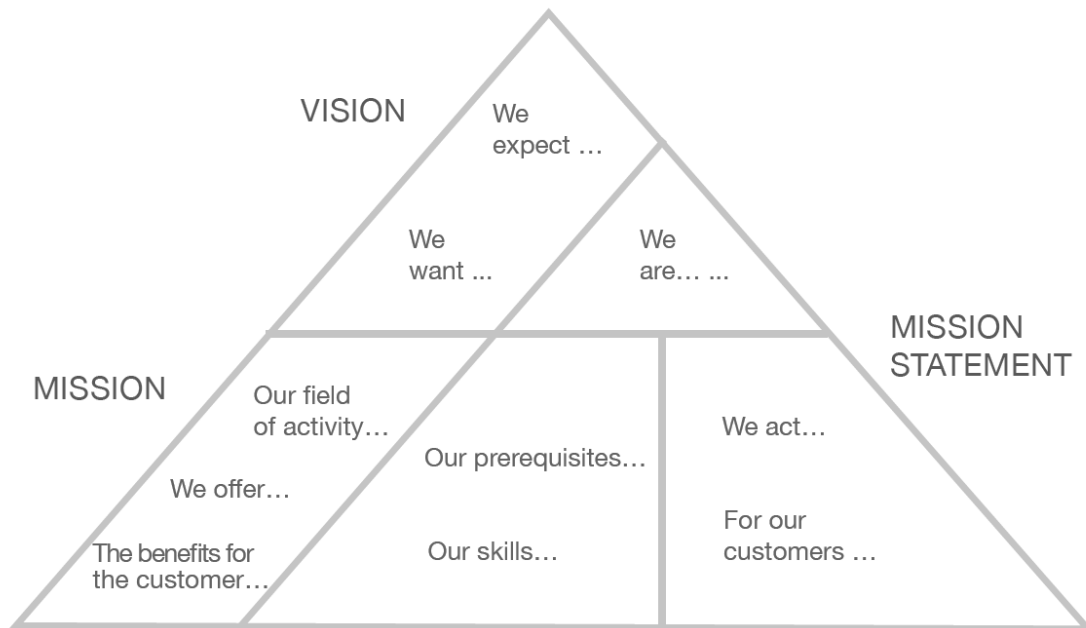 VISION
We
expect …
We
want ...
We
are… ...
MISSION
STATEMENT
MISSION
Our field
of activity…
We offer…
The benefits for
the customer…
Our prerequisites…
Our skills…
We act…
For our
customers …